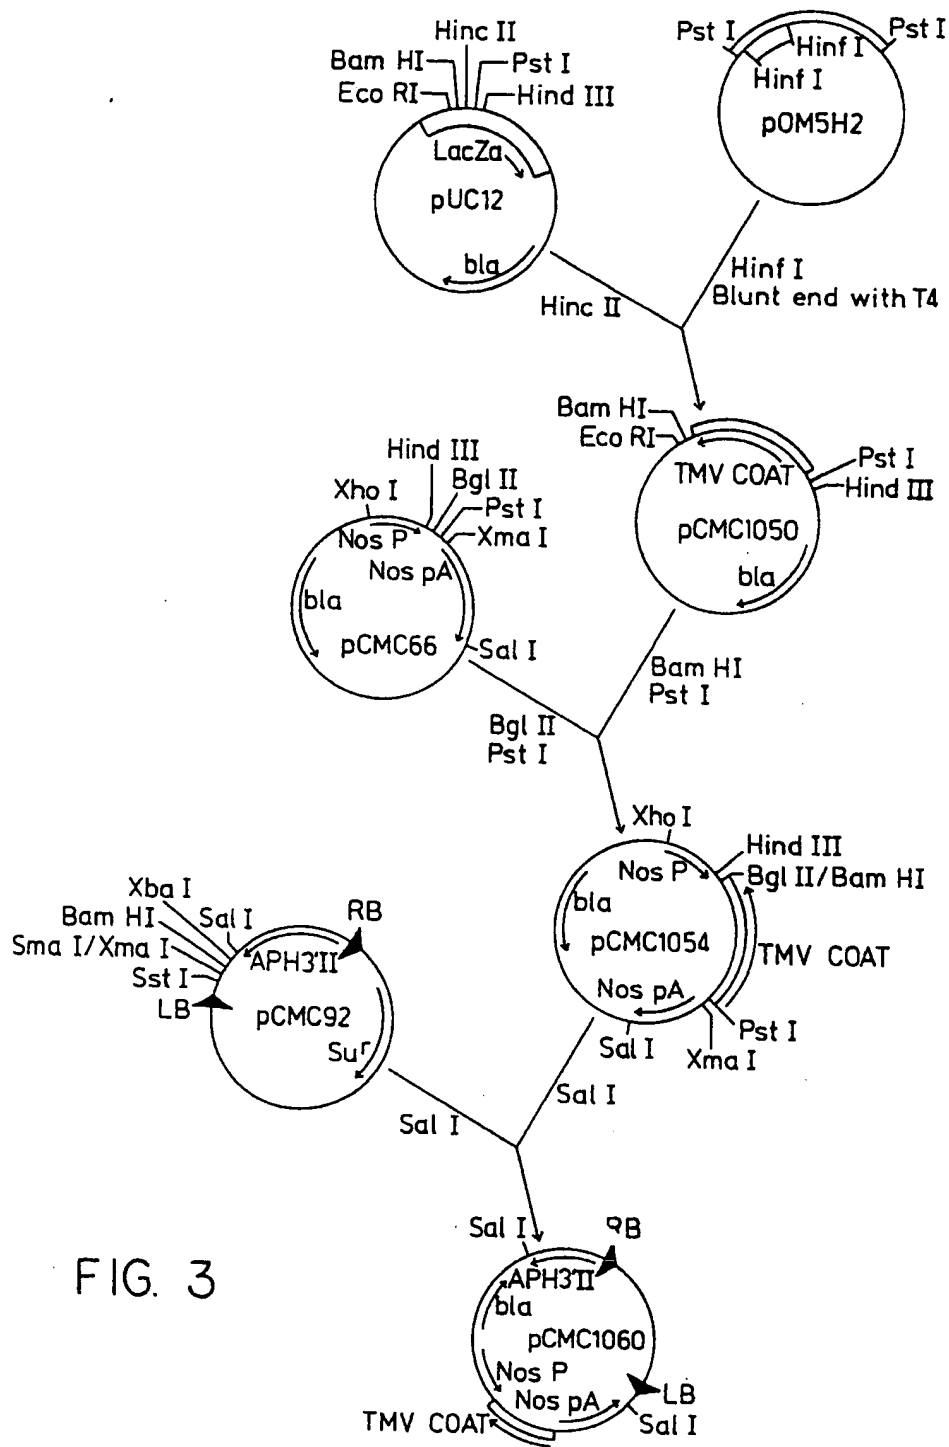 Hinc II
Bam HI
Pst I
Eco RI
Hind III
LacZa
pUC12
bla
Pst I
Pst I
Hinf I
Hinf I
pOM5H2
Hinc II
Hinf I
Blunt end with T4
Bam HI
Eco RI
TMV COAT
Pst I
Hind III
pCMC1050
bla
Hind III
Xho I
Bgl II
Pst I
Xma I
Nos P
Nos pA
bla
pCMC66
Sal I
Bgl II
Pst I
Bam HI
Pst I
Xho I
Hind III
Nos P
Bgl II/Bam HI
bla
pCMC1054
TMV COAT
Nos pA
Pst I
Sal I
Xma I
Xba I
Bam HI
Sal I
RB
Sma I/Xma I
APH3'II
Sst I
LB
pCMC92
Suʳ
Sal I
Sal I
Sal I
RB
APH3'II
bla
pCMC1060
Nos P
Nos pA
LB
Sal I
TMV COAT
FIG. 3